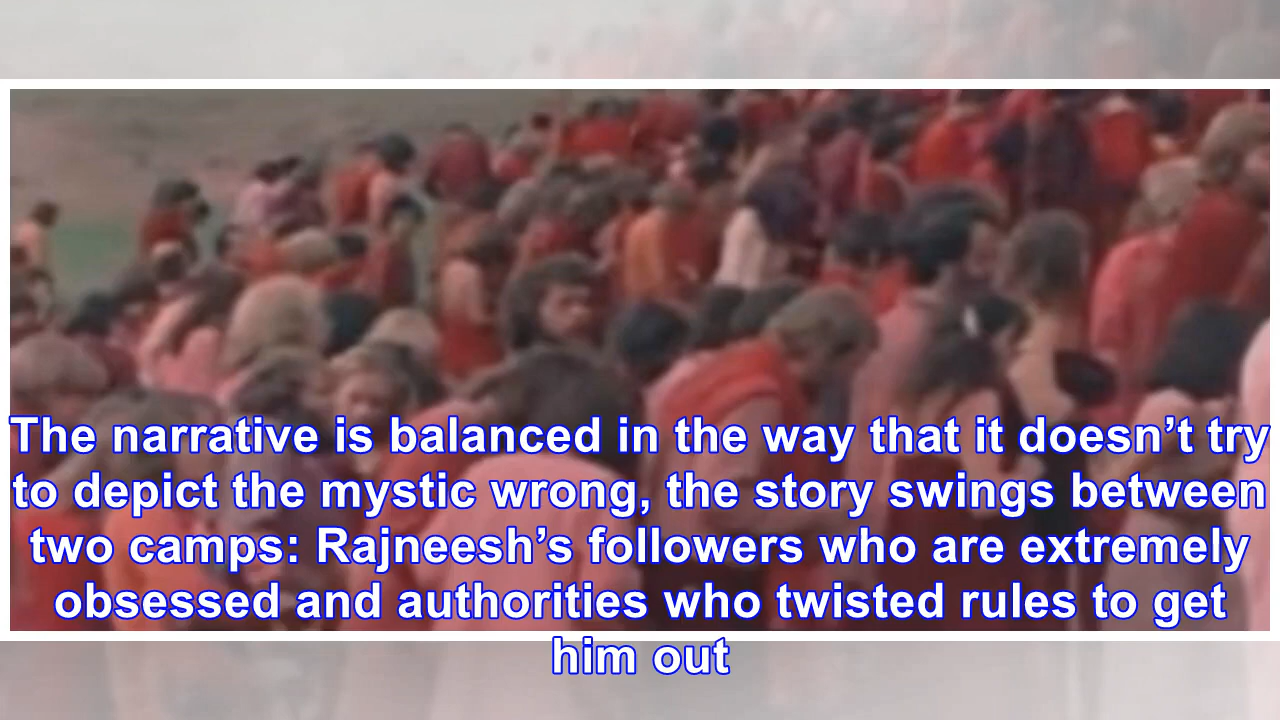 The narrative is balanced in the way that it doesn’t try
to depict the mystic wrong, the story swings between
two camps: Rajneesh’s followers who are extremely
obsessed and authorities who twisted rules to get
him out